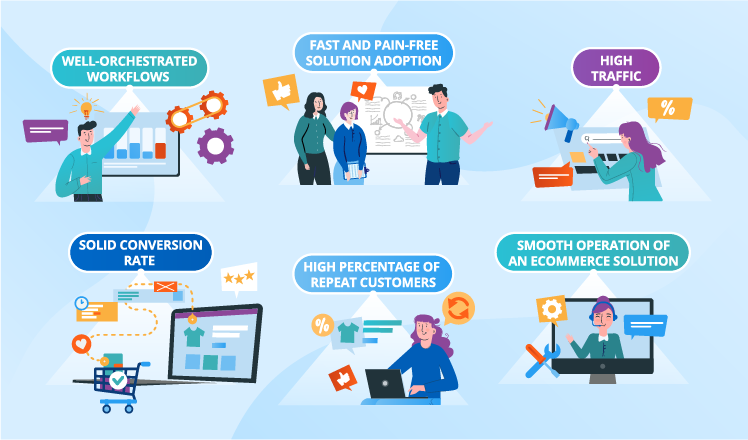 WELL-ORCHESTRATED
WORKFLOWS
FAST AND PAIN-FREE
SOLUTION ADOPTION
HIGH
TRAFFIC
%
SOLID CONVERSION
RATE
HIGH PERCENTAGE OF
REPEAT CUSTOMERS
%
SMOOTH OPERATION OF
AN ECOMMERCE SOLUTION